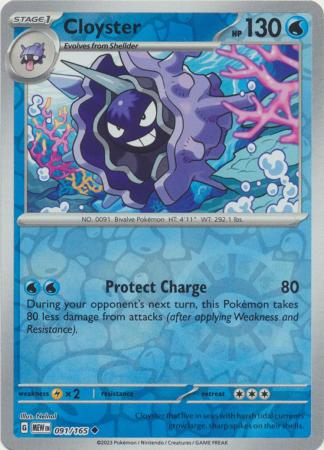 STAGE1
Cloyster
HP 130
Evolves from Shellder
NO. 0091 Bivalve Pokémon HT: 4'11" WT: 292.1 lbs.
Protect Charge 80
During your opponent's next turn, this Pokémon takes
80 less damage from attacks (after applying Weakness and
Resistance).
weakness ×2 resistance retreat
Illus. Nelnal
G MEW EN 091/165
Cloyster that live in seas with harsh tidal currents
grow large, sharp spikes on their shells.
©2023 Pokémon / Nintendo / Creatures / GAME FREAK